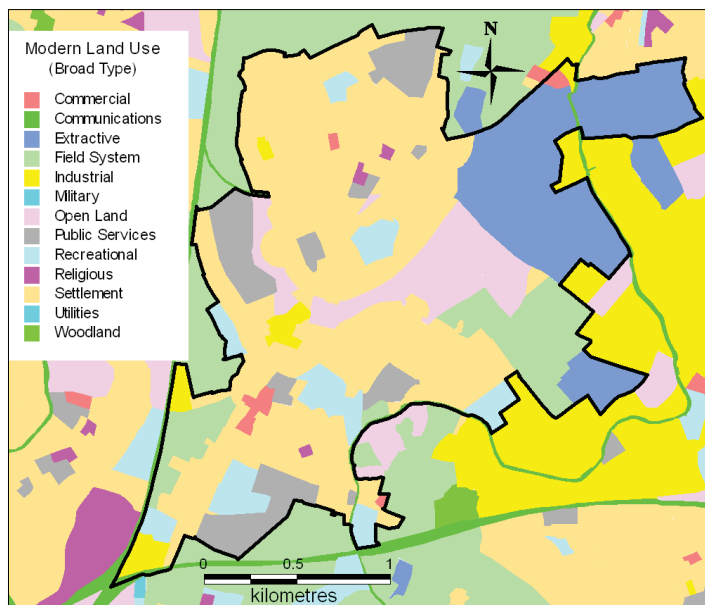 N
Modern Land Use
(Broad Type)
Commercial
Communications
Extractive
Field System
Industrial
Military
Open Land
Public Services
Recreational
Religious
Settlement
Utilities
Woodland
0 0.5 1
kilometres